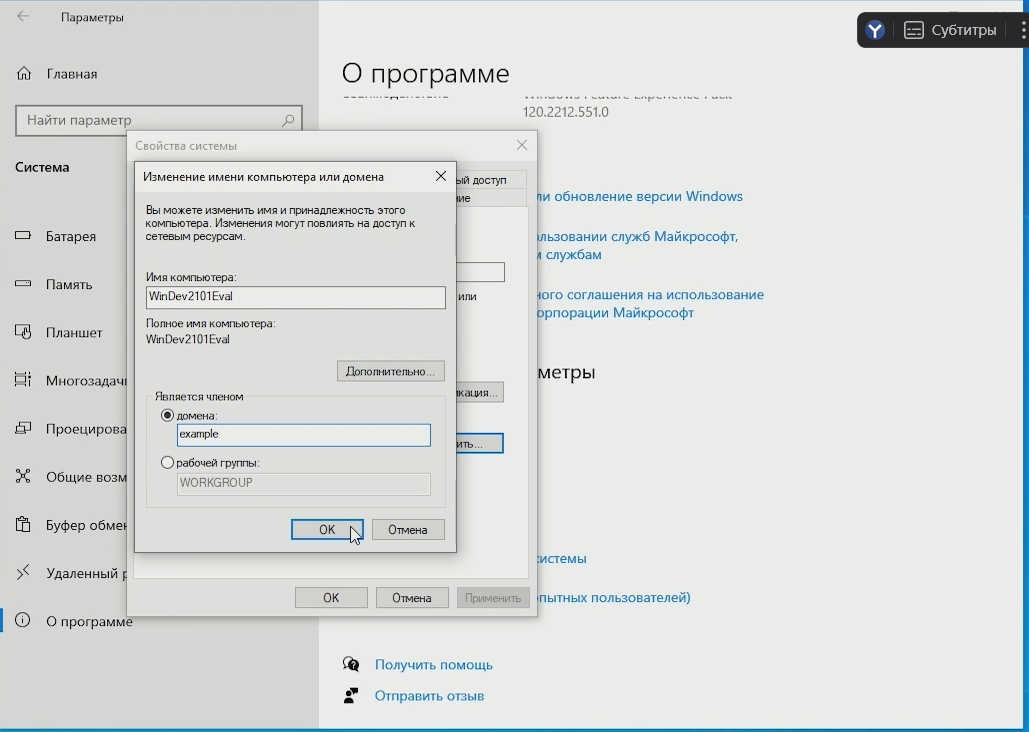 Параметры
Субтитры
Главная
О программе
120.2212.551.0
Найти параметр
Система
Батарея
Память
Планшет
Многозадачн
Проецирова
Общие возм
Буфер обмен
Удаленный р
О программе
Свойства системы
ый доступ
ние
или
икация...
ить...
Изменение имени компьютера или домена
Вы можете изменить имя и принадлежность этого
компьютера. Изменения могут повлиять на доступ к
сетевым ресурсам.
Имя компьютера:
WinDev2101Eval
Полное имя компьютера:
WinDev2101Eval
Дополнительно...
Является членом
домена:
example
рабочей группы:
WORKGROUP
ОК Отмена
ОК Отмена Применить
ли обновление версии Windows
ользовании служб Майкрософт,
м службам
ного соглашения на использование
орпорации Майкрософт
метры
системы
опытных пользователей)
Получить помощь
Отправить отзыв